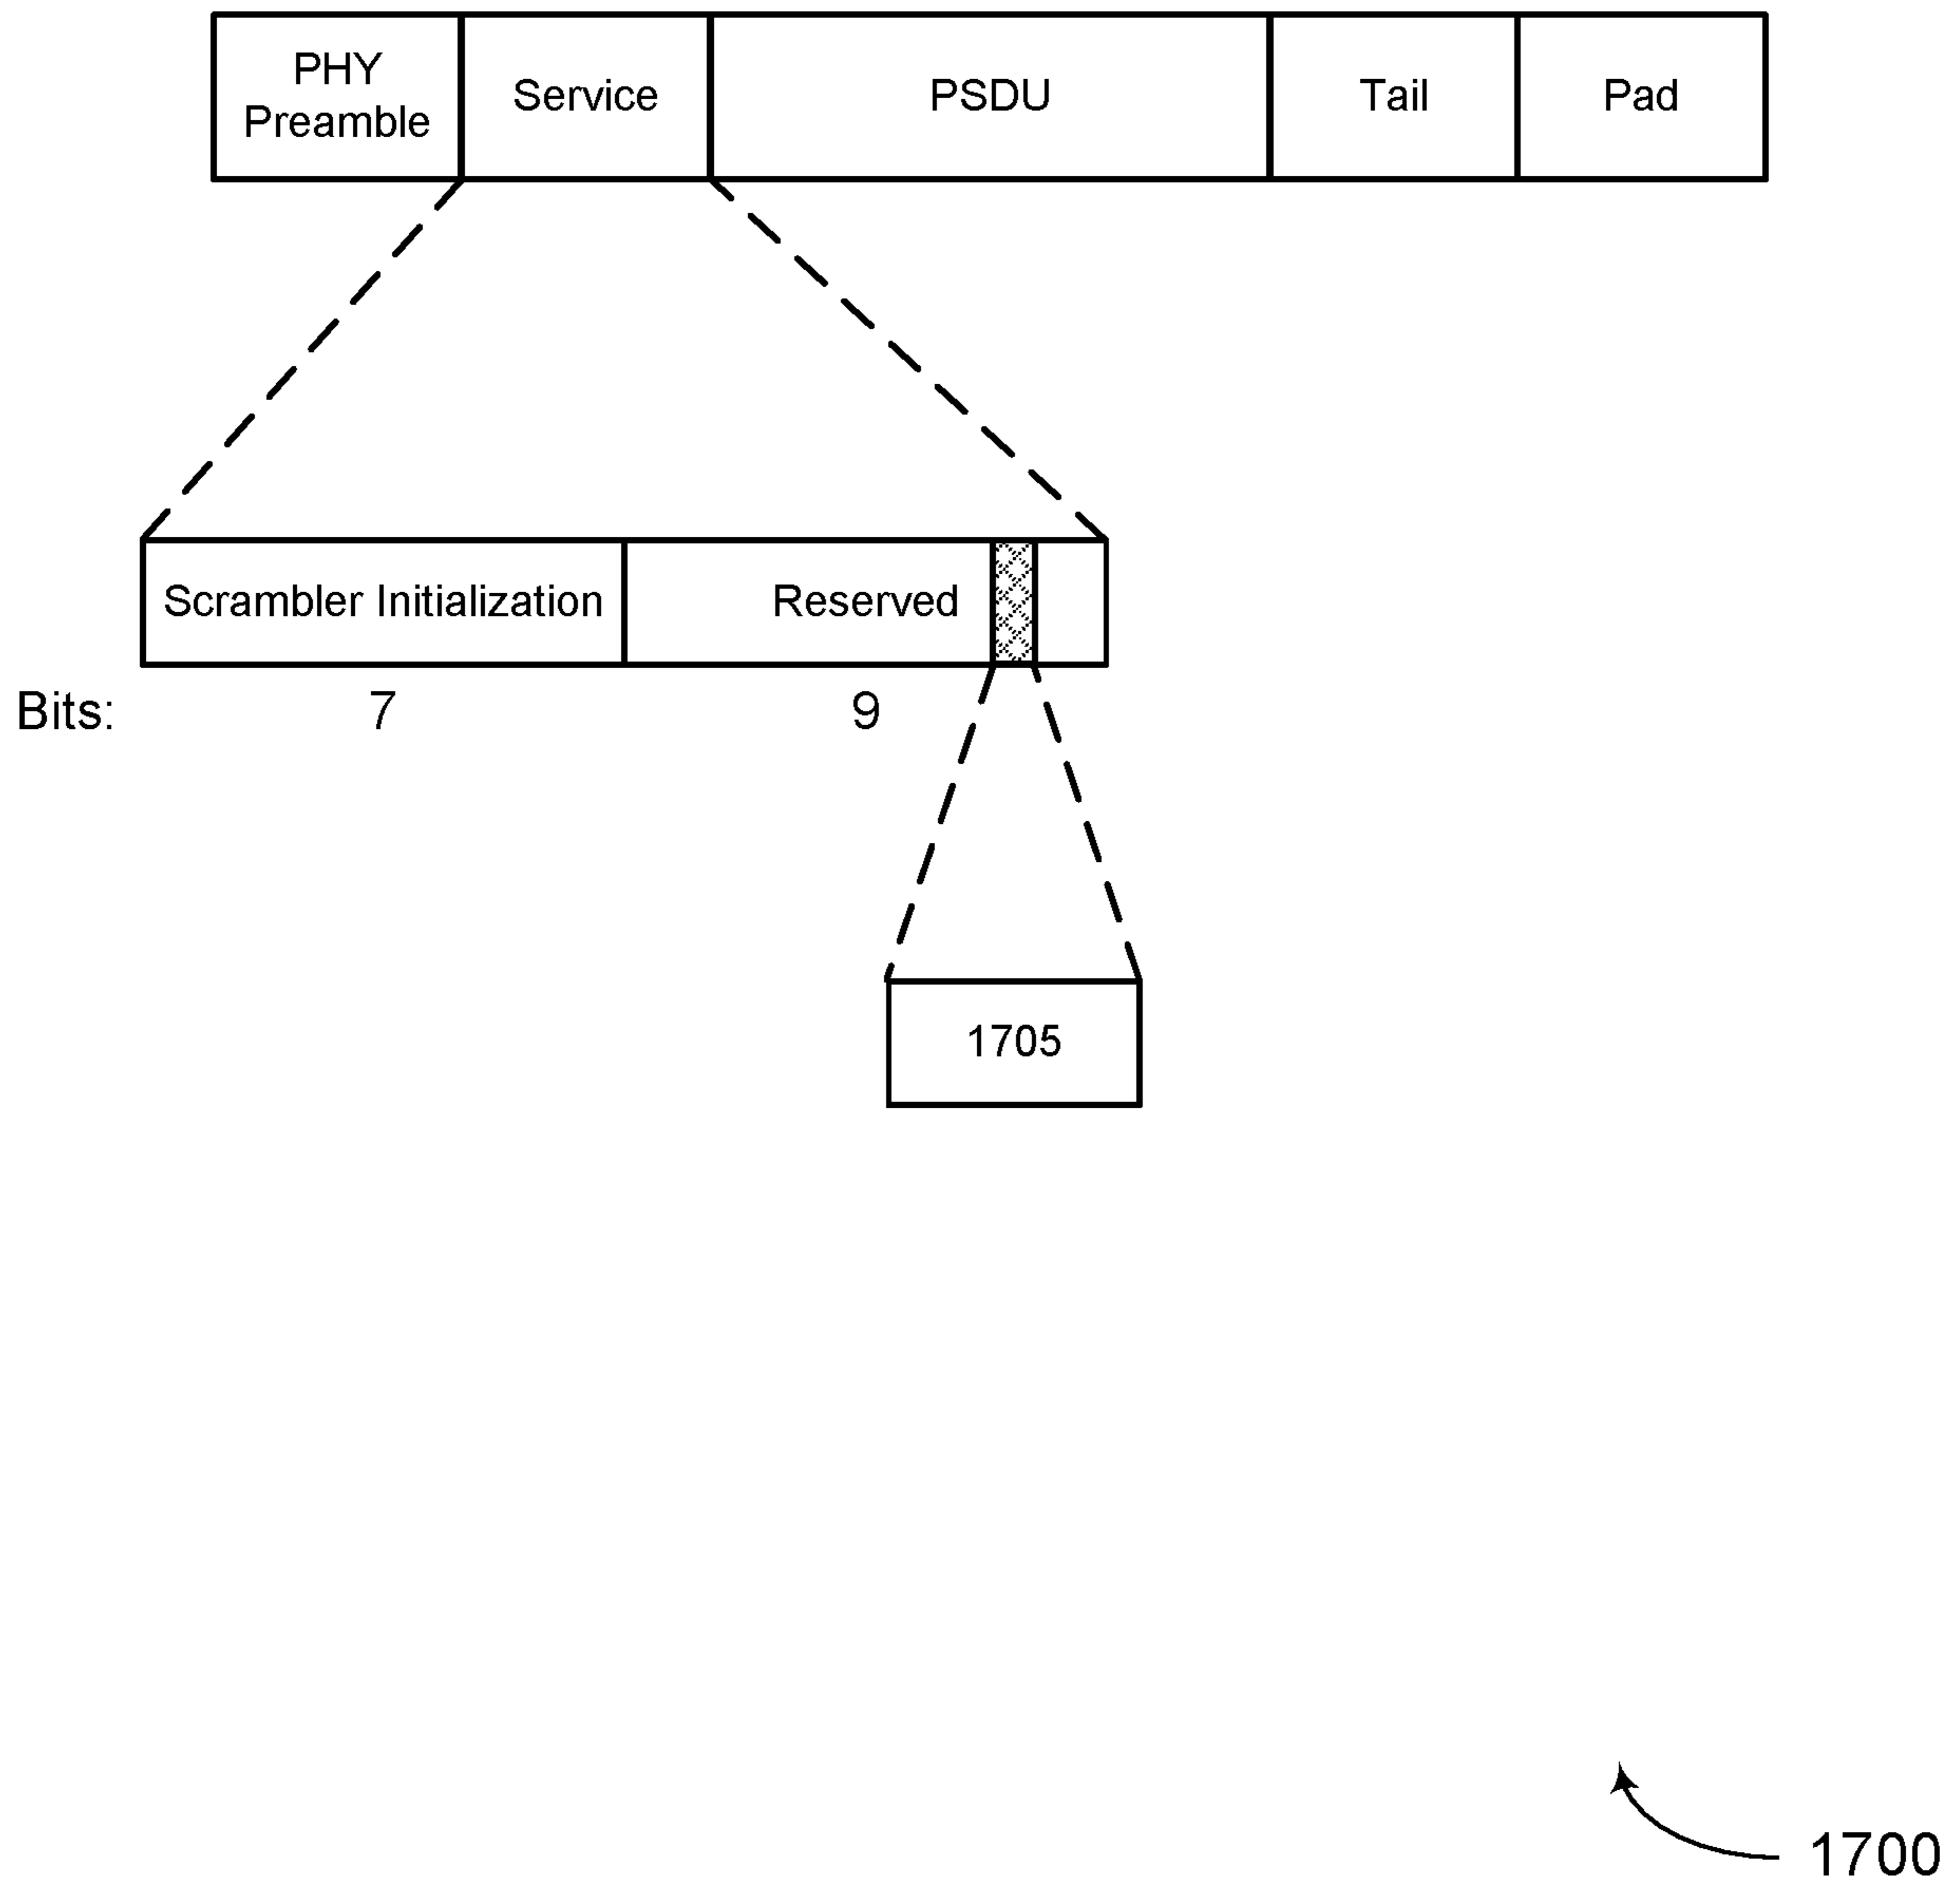 PHY
Preamble
Service
PSDU
Tail
Pad
Scrambler Initialization
Reserved
Bits:
7
9
1705
1700